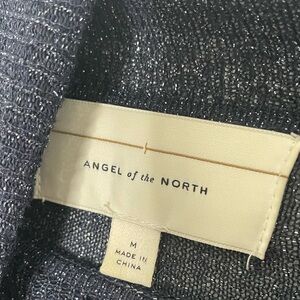 ANGEL of the NORTH
M
MADE IN
CHINA